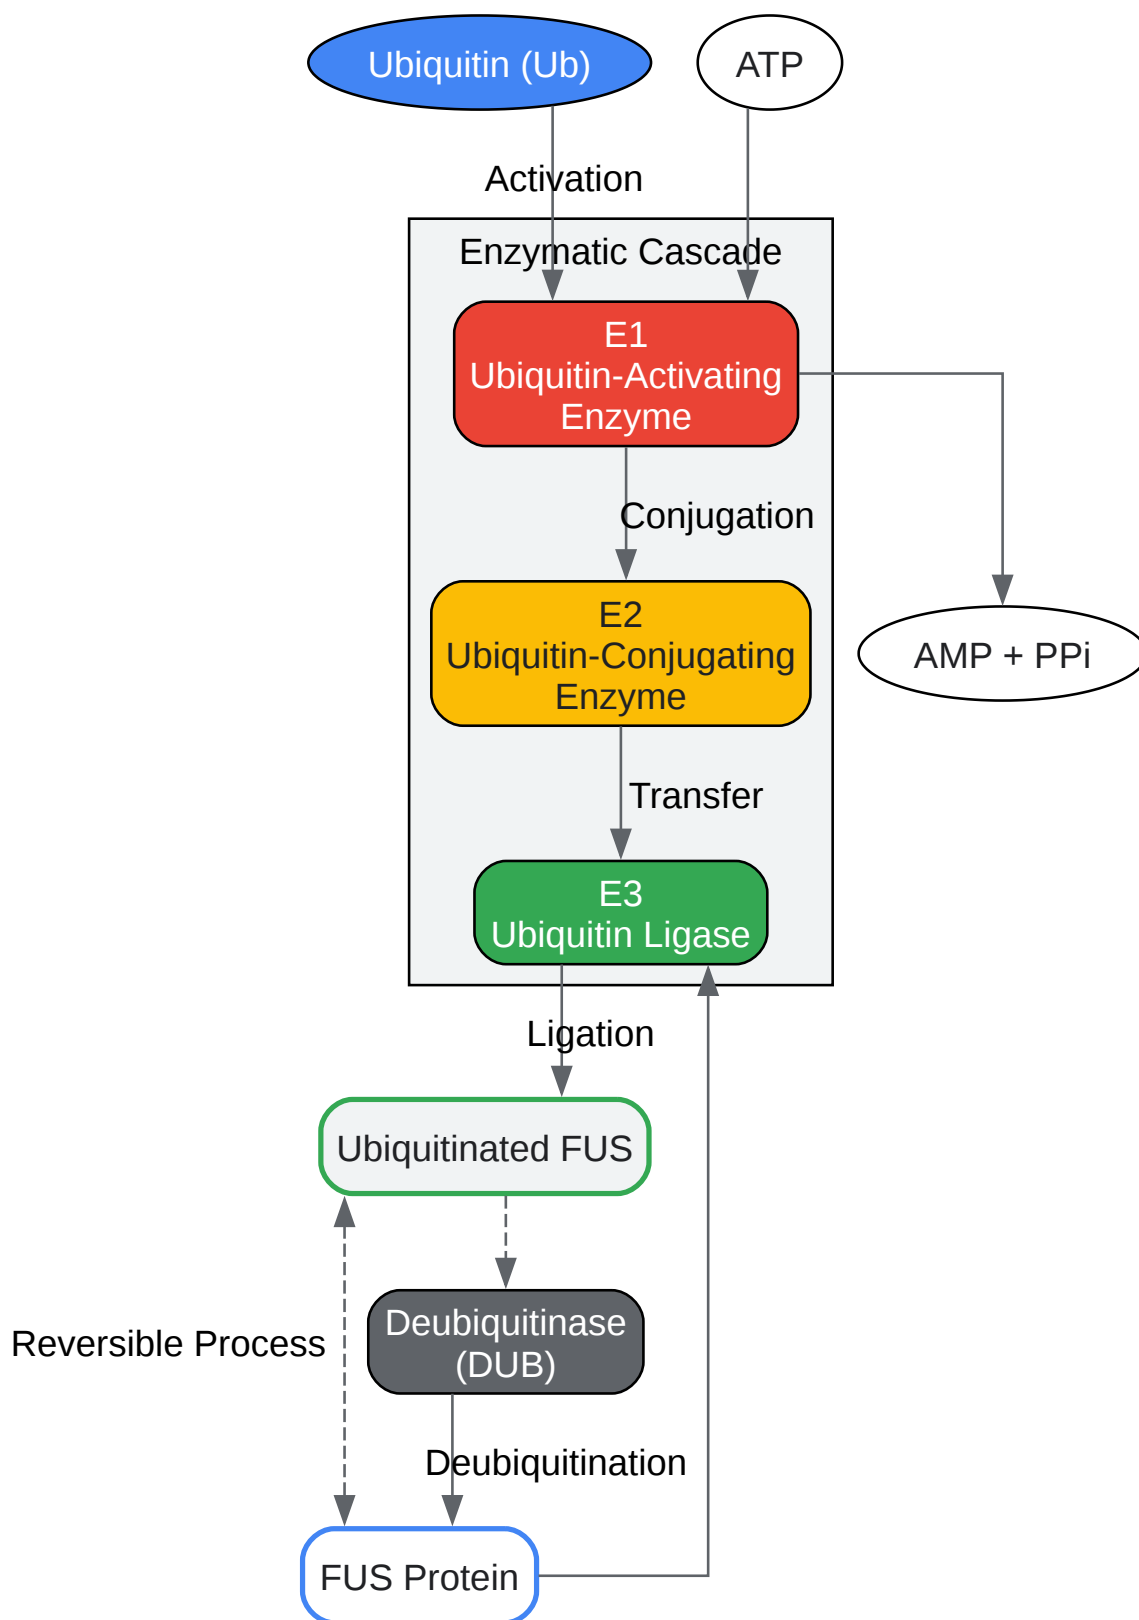 Ubiquitin (Ub)
ATP
Activation
Enzymatic Cascade
E1
Ubiquitin-Activating
Enzyme
Conjugation
E2
Ubiquitin-Conjugating
Enzyme
AMP + PPi
Transfer
E3
Ubiquitin Ligase
Ligation
Ubiquitinated FUS
Deubiquitinase
(DUB)
Reversible Process
Deubiquitination
FUS Protein